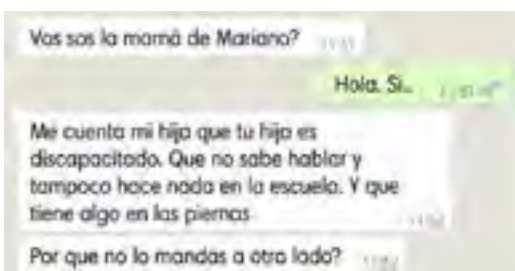 Vos sos la mamá de Mariano?
Hola. Si..
Me cuenta mi hija que tu hijo es
discapacitado. Que no sabe hablar y
tampoco hace nada en la escuela. Y que
tiene algo en las piernas
Por que no lo mandas a otro lado?